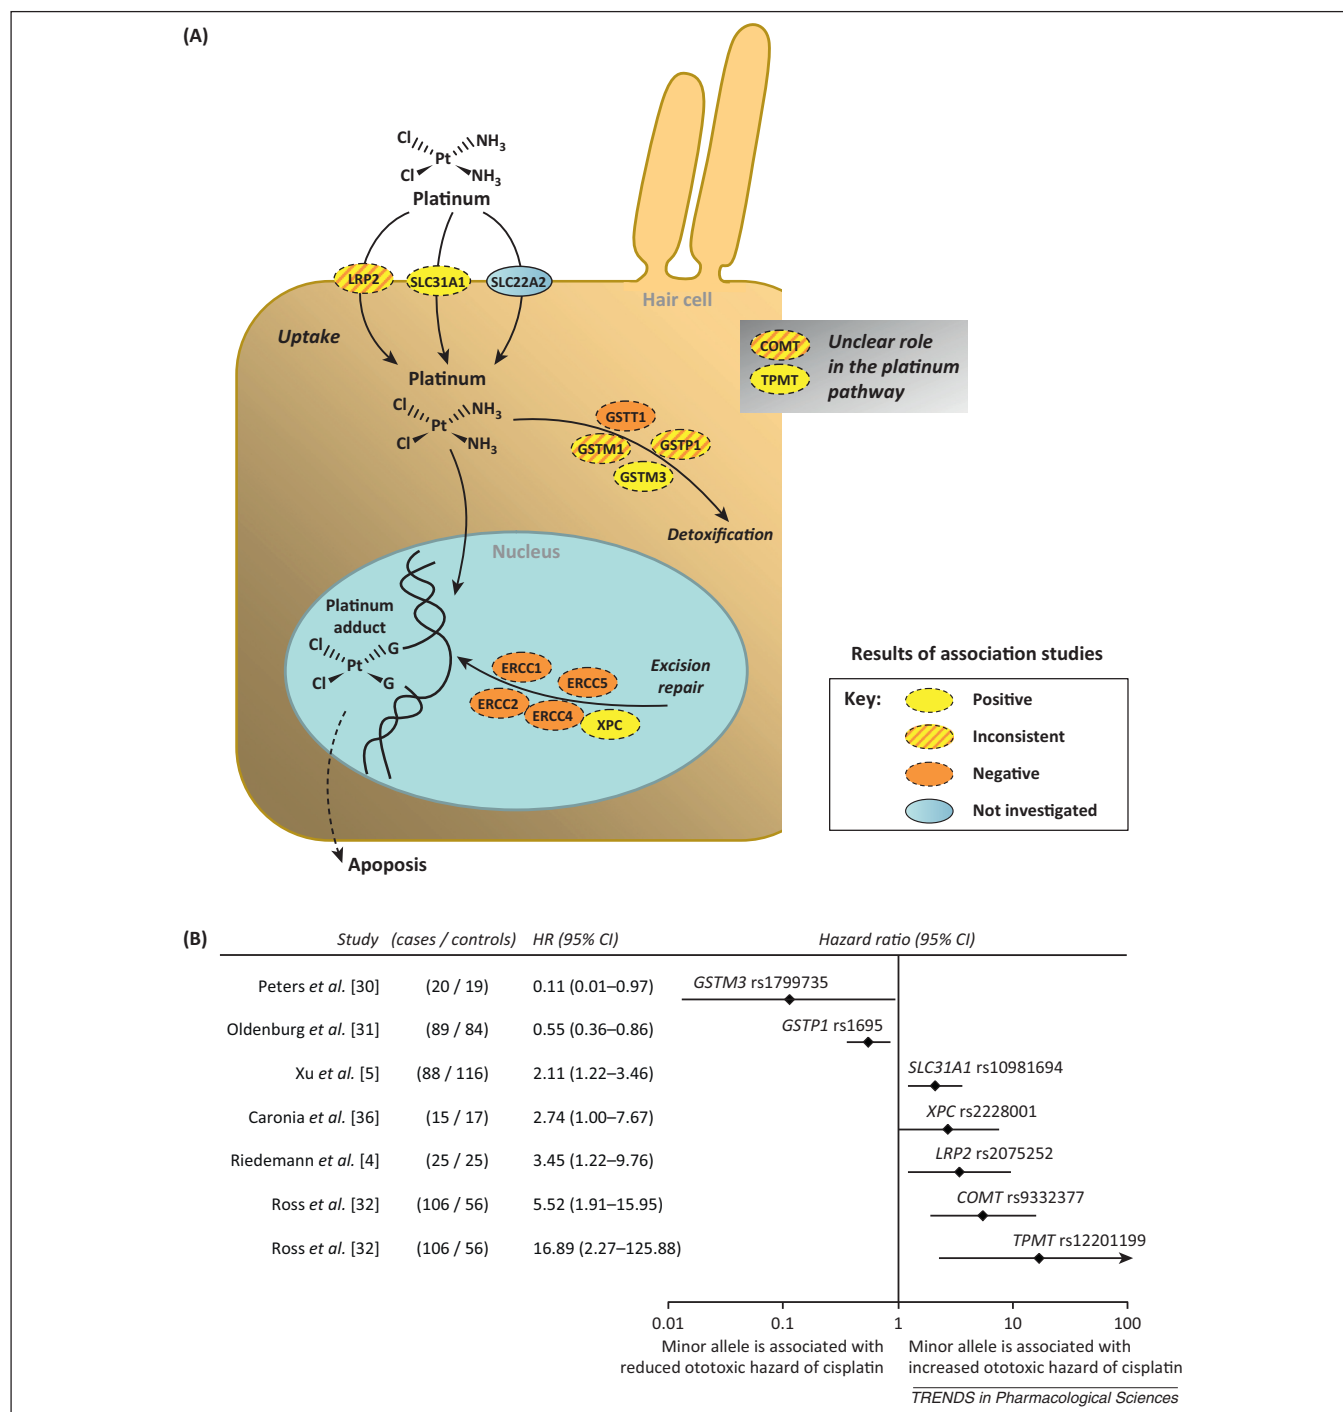 (A)
Cl
NH3
Pt
Cl
NH3
Platinum
LRP2
SLC31A1
SLC22A2
Hair cell
Uptake
COMT
TPMT
Unclear role
in the platinum
pathway
Platinum
Cl
NH3
Pt
Cl
NH3
GSTT1
GSTM1
GSTP1
GSTM3
Detoxification
Nucleus
Platinum
adduct
Cl
G
Pt
Cl
G
ERCC1
ERCC5
ERCC2
ERCC4
XPC
Excision
repair
Apoposis
Results of association studies
Key:
Positive
Inconsistent
Negative
Not investigated
(B)
Study (cases / controls) HR (95% CI) Hazard ratio (95% CI)
Peters et al. [30] (20 / 19) 0.11 (0.01–0.97) GSTM3 rs1799735
Oldenburg et al. [31] (89 / 84) 0.55 (0.36–0.86) GSTP1 rs1695
Xu et al. [5] (88 / 116) 2.11 (1.22–3.46) SLC31A1 rs10981694
Caronia et al. [36] (15 / 17) 2.74 (1.00–7.67) XPC rs2228001
Riedemann et al. [4] (25 / 25) 3.45 (1.22–9.76) LRP2 rs2075252
Ross et al. [32] (106 / 56) 5.52 (1.91–15.95) COMT rs9332377
Ross et al. [32] (106 / 56) 16.89 (2.27–125.88) TPMT rs12201199
0.01 0.1 1 10 100
Minor allele is associated with
reduced ototoxic hazard of cisplatin
Minor allele is associated with
increased ototoxic hazard of cisplatin
TRENDS in Pharmacological Sciences